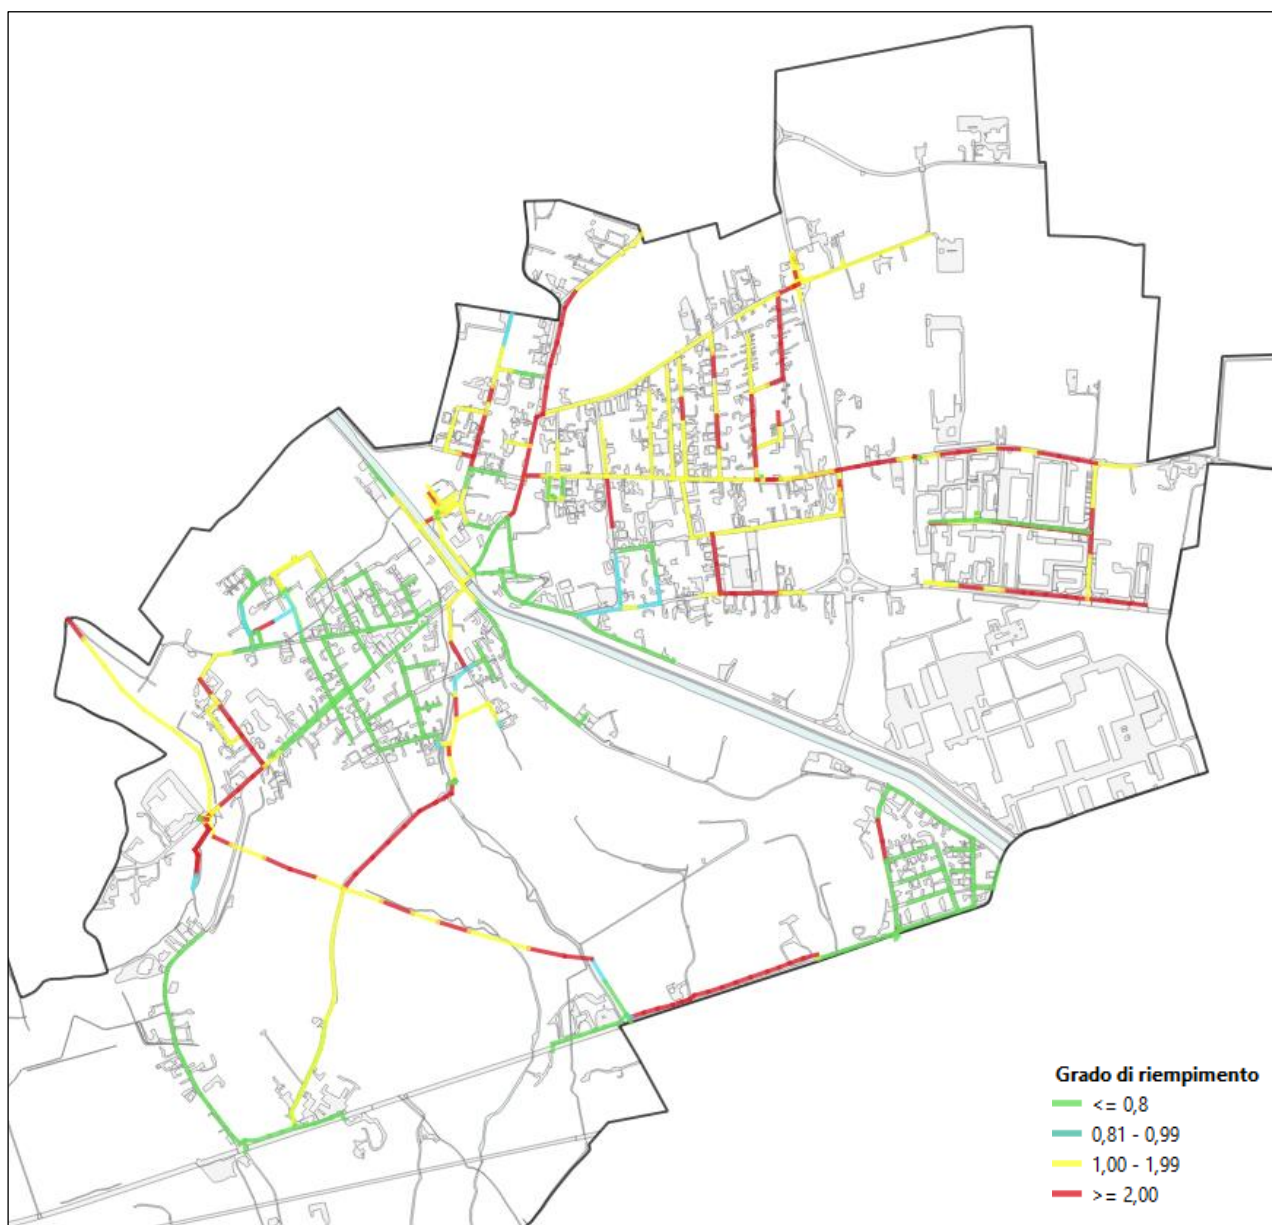 Grado di riempimento
<= 0,8
0,81 - 0,99
1,00 - 1,99
>= 2,00